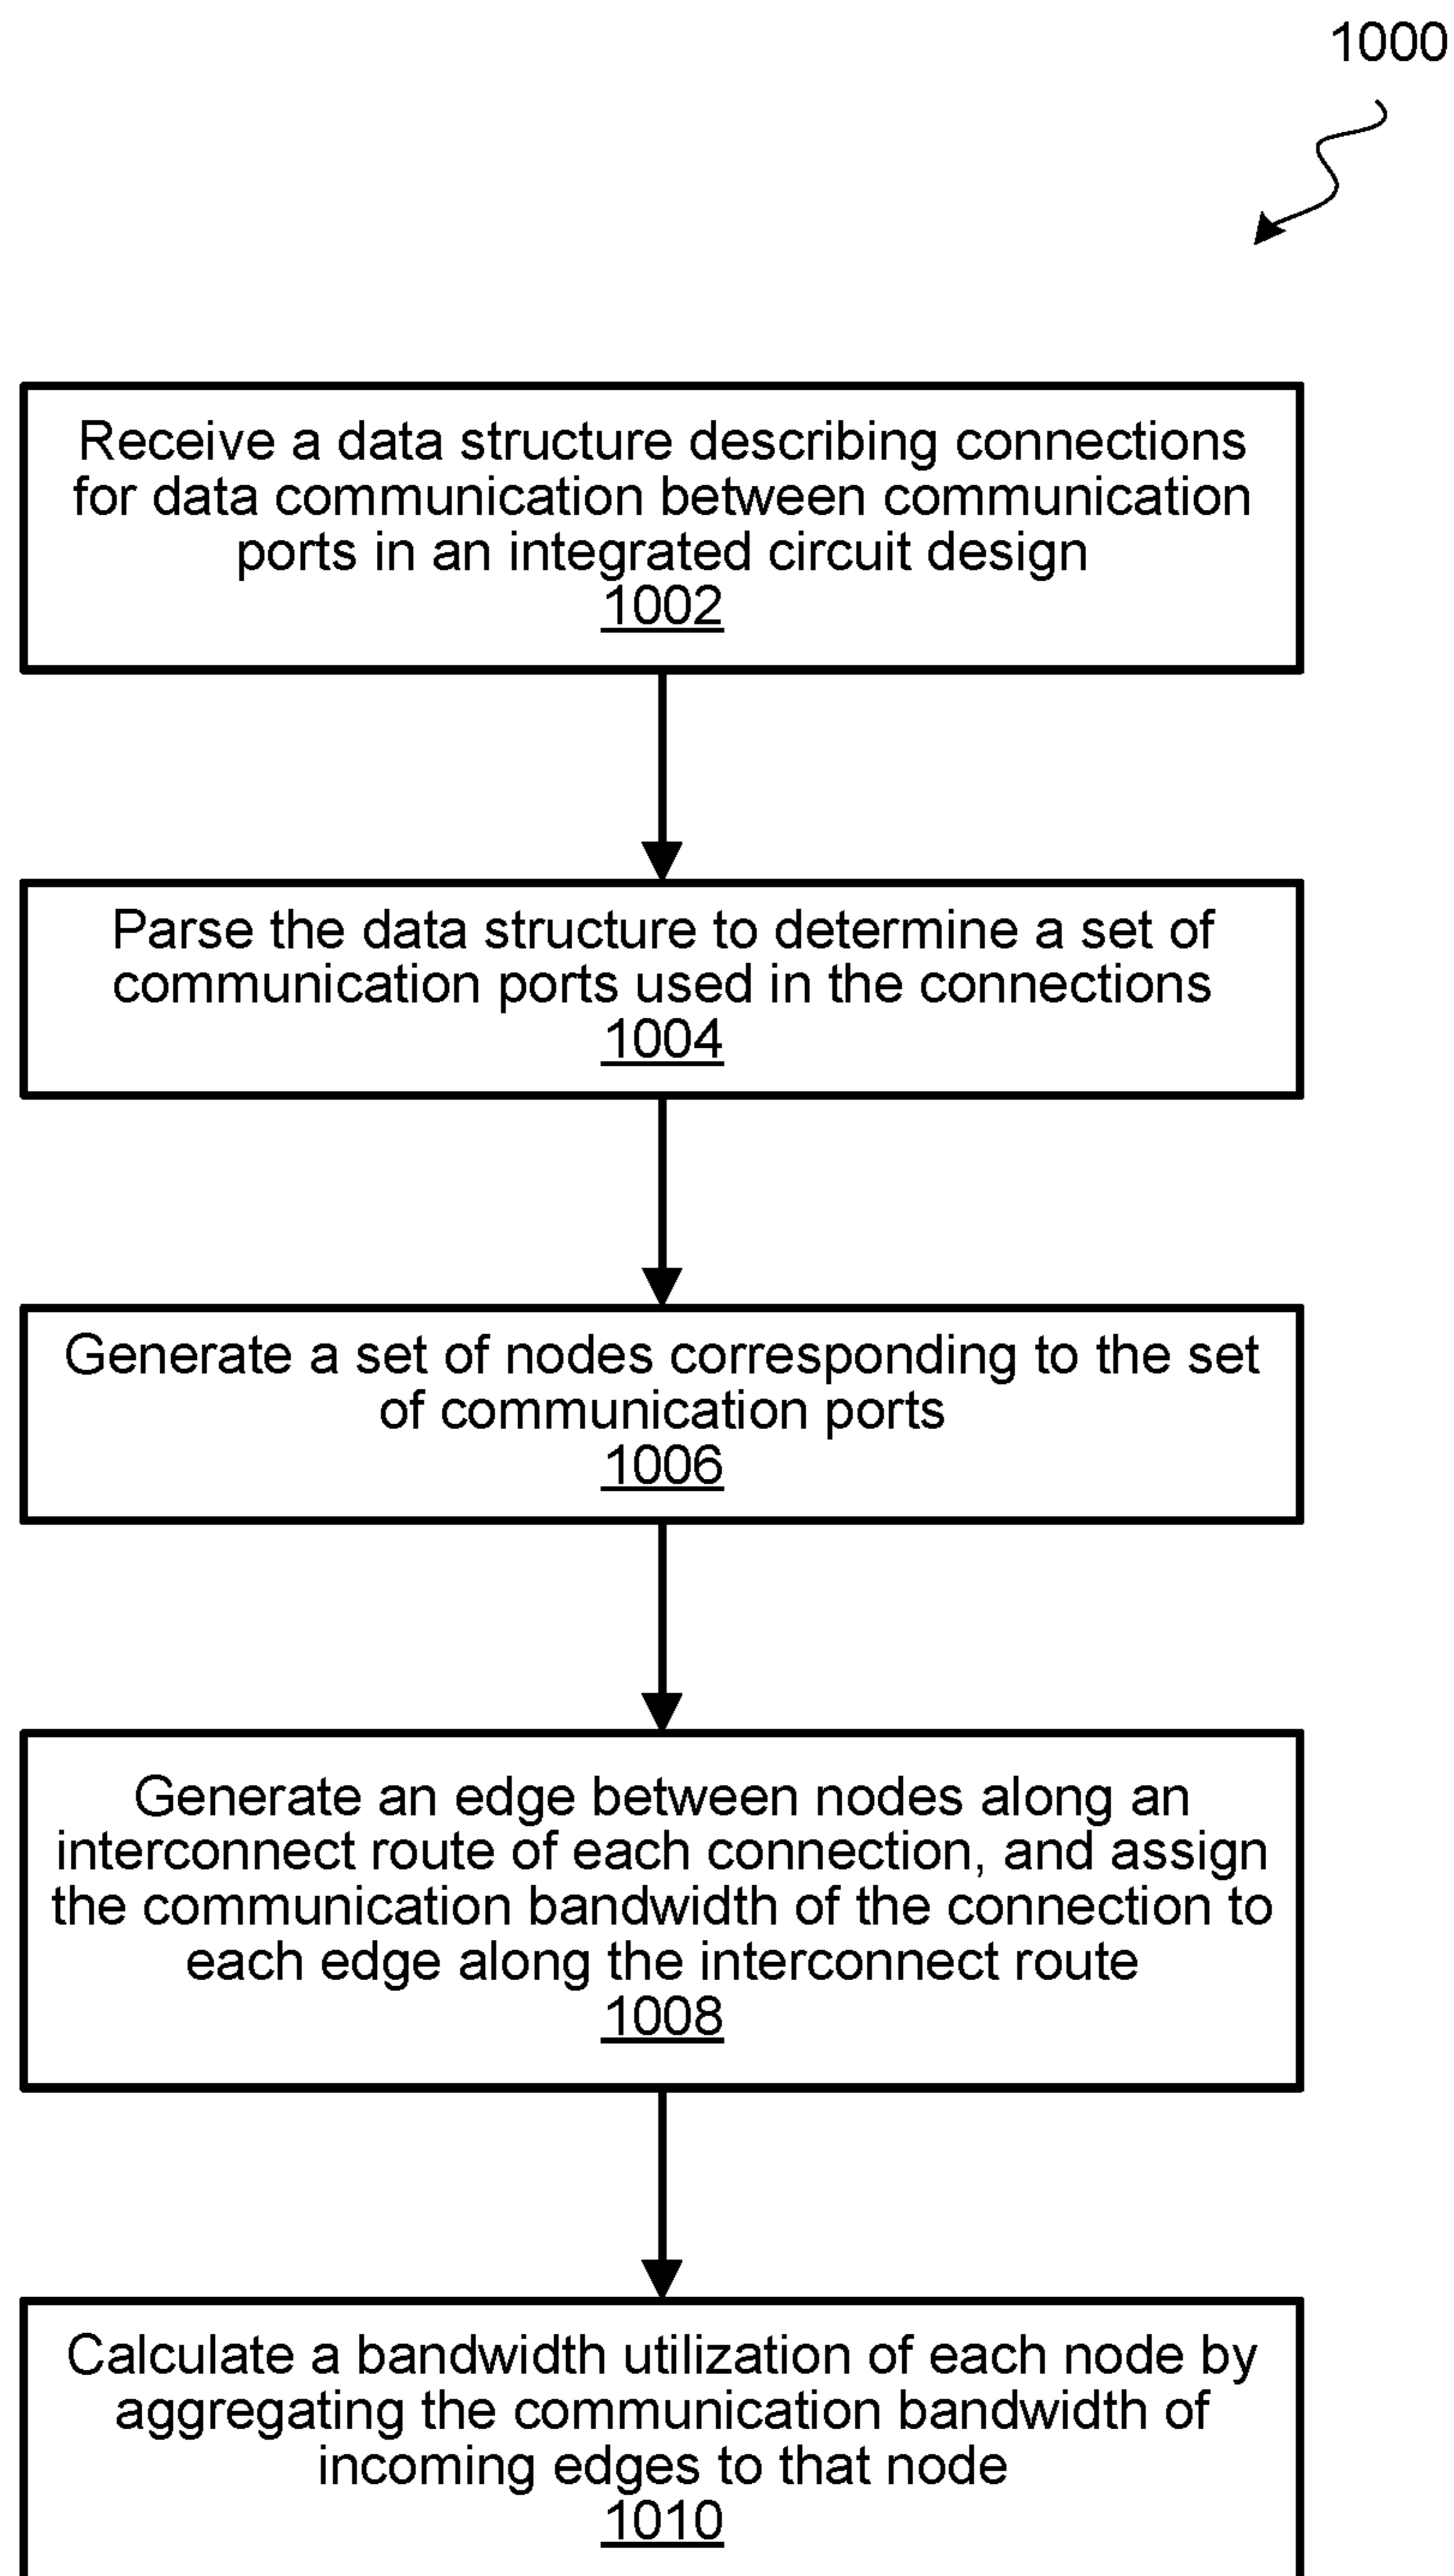 1000
Receive a data structure describing connections
for data communication between communication
ports in an integrated circuit design
1002
Parse the data structure to determine a set of
communication ports used in the connections
1004
Generate a set of nodes corresponding to the set
of communication ports
1006
Generate an edge between nodes along an
interconnect route of each connection, and assign
the communication bandwidth of the connection to
each edge along the interconnect route
1008
Calculate a bandwidth utilization of each node by
aggregating the communication bandwidth of
incoming edges to that node
1010